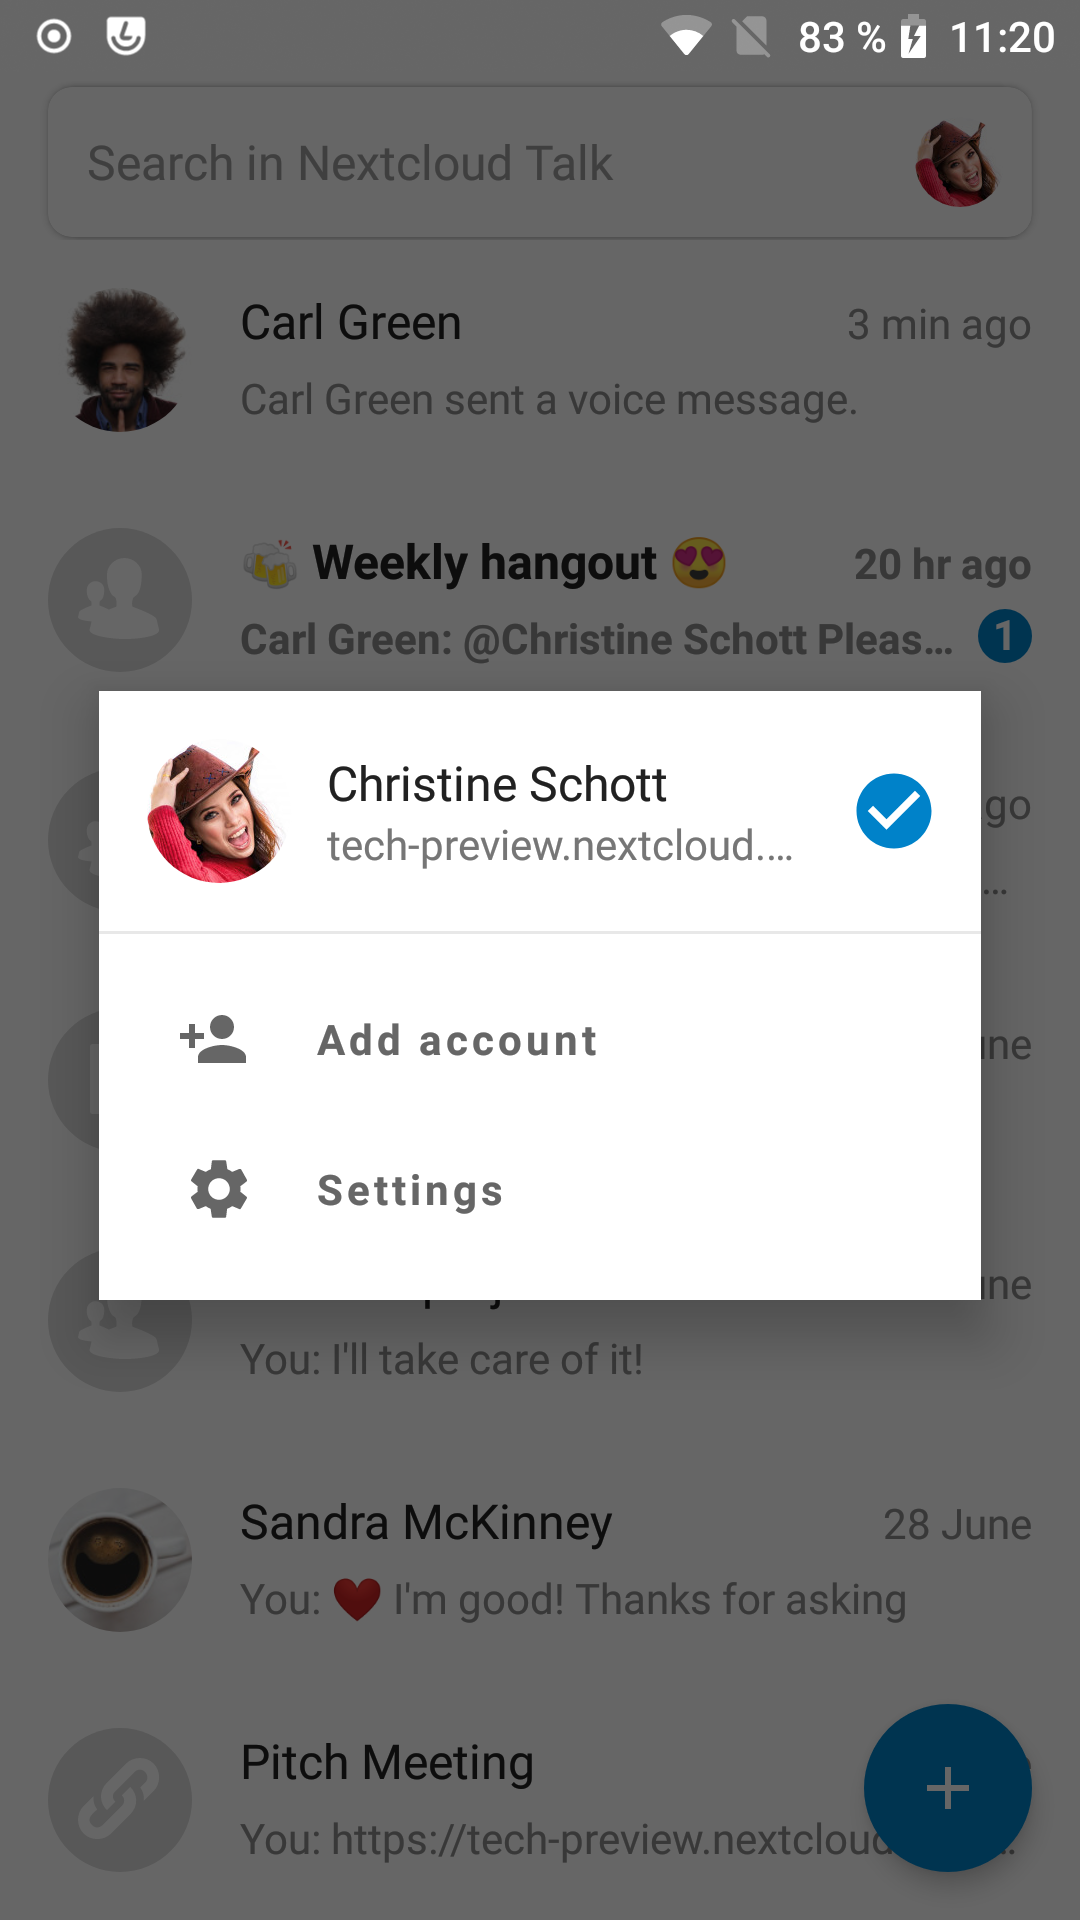 83 % 11:20
Search in Nextcloud Talk
Carl Green 3 min ago
Carl Green sent a voice message.
🍻 Weekly hangout 😍 20 hr ago
Carl Green: @Christine Schott Pleas… 1
Christine Schott
tech-preview.nextcloud.…
go
…
Add account
ne
Settings
ne
You: I'll take care of it!
Sandra McKinney 28 June
You: ❤️ I'm good! Thanks for asking
Pitch Meeting
You: https://tech-preview.nextcloud